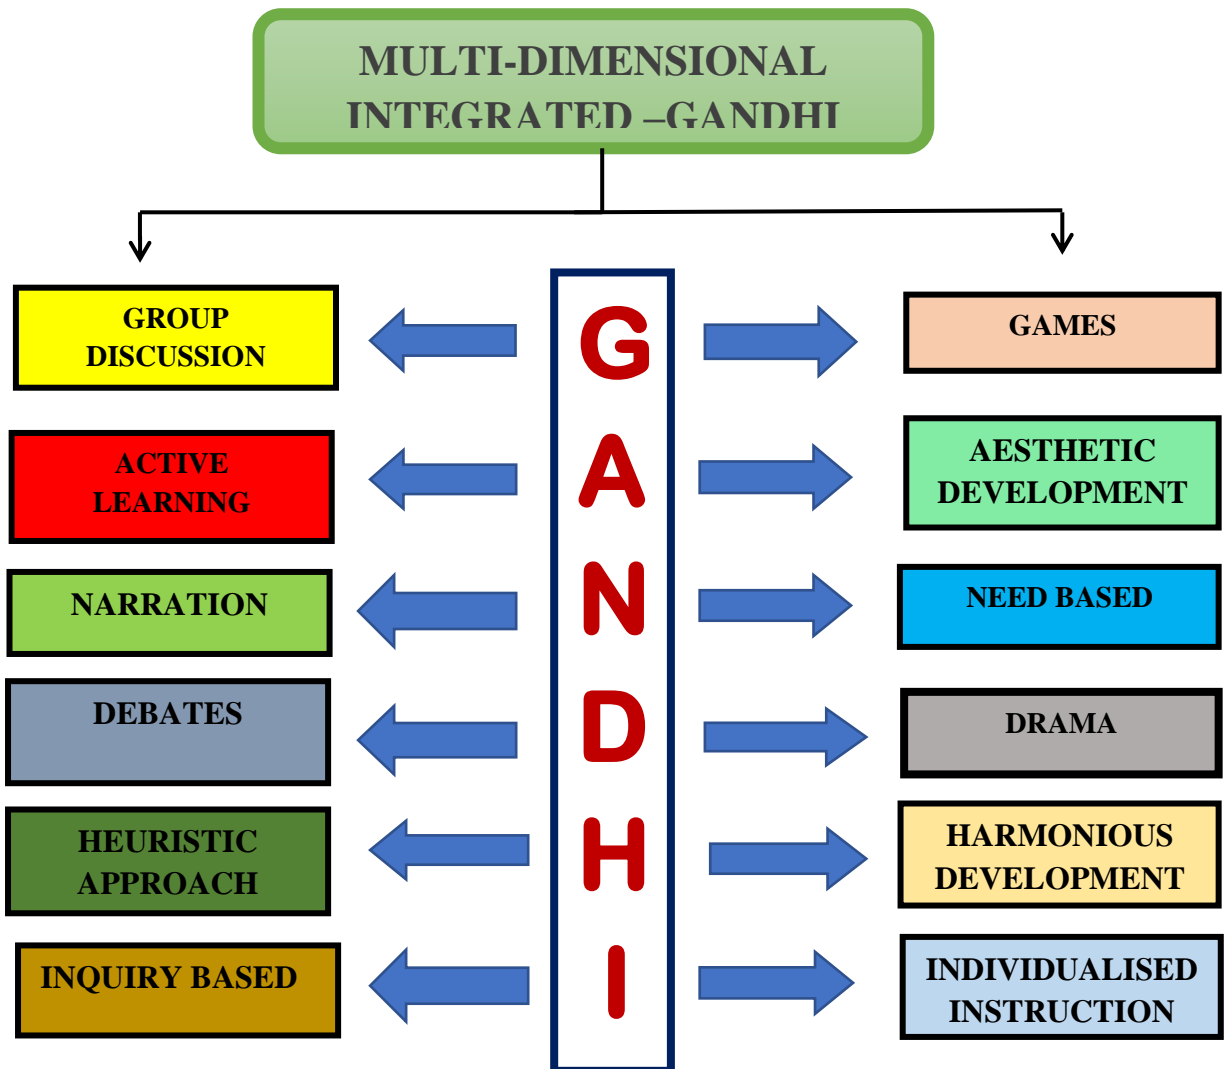 MULTI-DIMENSIONAL
INTEGRATED –GANDHI
GROUP
DISCUSSION
G
GAMES
ACTIVE
LEARNING
A
AESTHETIC
DEVELOPMENT
NARRATION
N
NEED BASED
DEBATES
D
DRAMA
HEURISTIC
APPROACH
H
HARMONIOUS
DEVELOPMENT
INQUIRY BASED
I
INDIVIDUALISED
INSTRUCTION